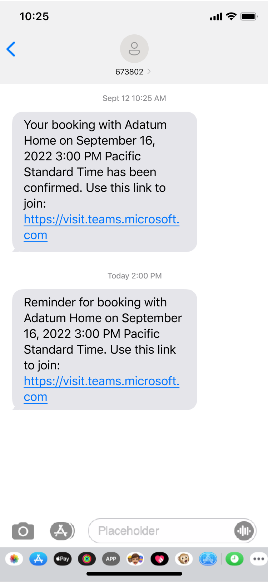 10:25
673802
Sept 12 10:25 AM
Your booking with Adatum
Home on September 16,
2022 3:00 PM Pacific
Standard Time has been
confirmed. Use this link to
join:
https://visit.teams.microsoft.
com
Today 2:00 PM
Reminder for booking with
Adatum Home on September
16, 2022 3:00 PM Pacific
Standard Time. Use this link
to join:
https://visit.teams.microsoft.
com
Placeholder
Pay
APP